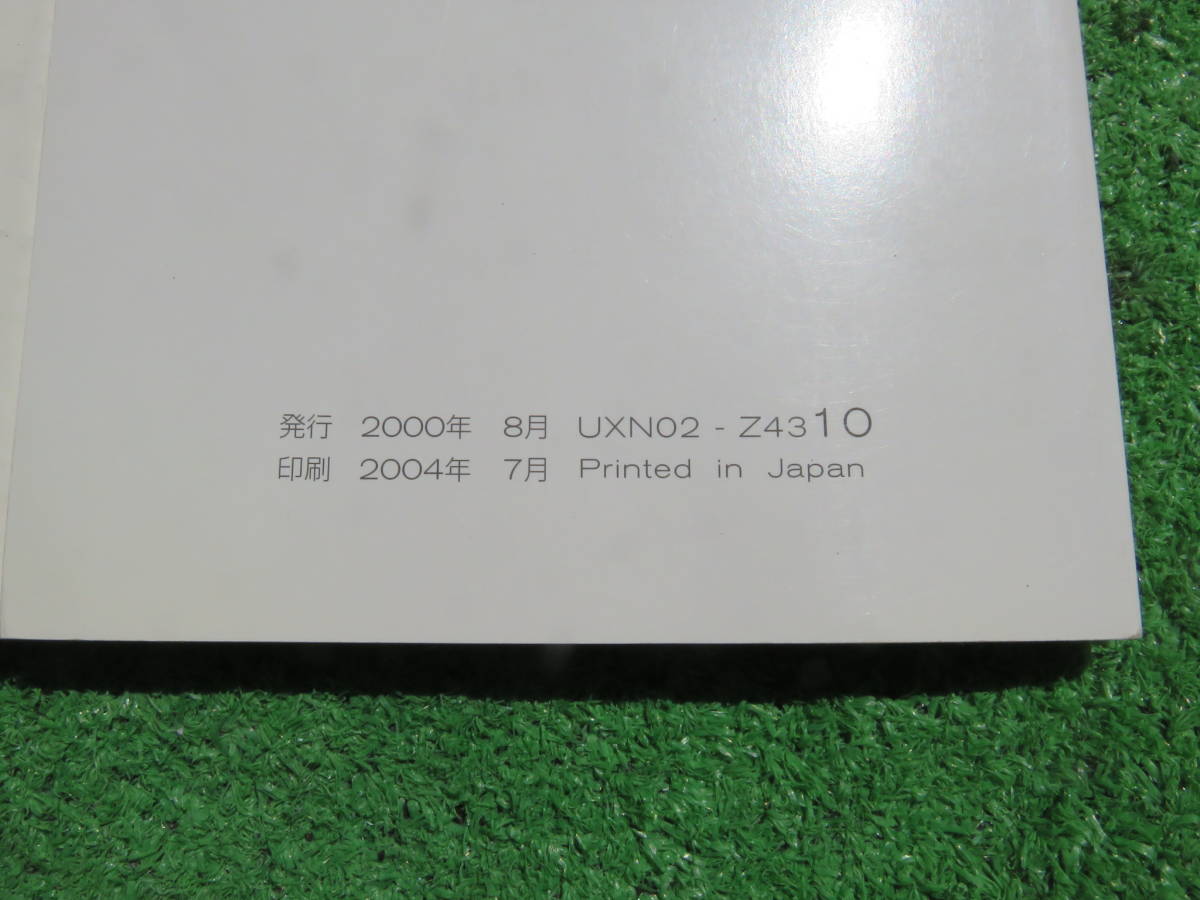 発行 2000年 8月 UXN02 - Z4310
印刷 2004年 7月 Printed in Japan